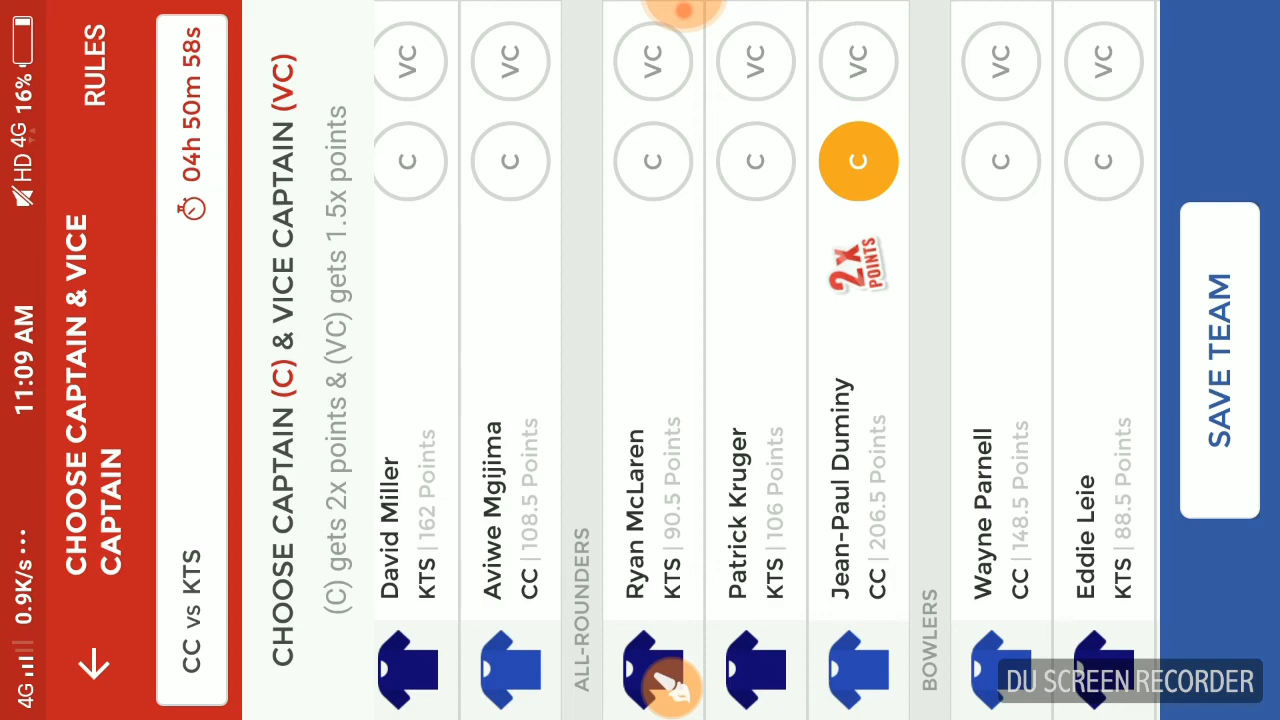 4G 0.9K/s... 11:09 AM HD 4G 16%
CHOOSE CAPTAIN & VICE
CAPTAIN
RULES
CC vs KTS 04h 50m 58s
CHOOSE CAPTAIN (C) & VICE CAPTAIN (VC)
(C) gets 2x points & (VC) gets 1.5x points
David Miller
KTS | 162 Points
C VC
Aviwe Mgijima
CC | 108.5 Points
C VC
ALL-ROUNDERS
Ryan McLaren
KTS | 90.5 Points
C VC
Patrick Kruger
KTS | 106 Points
C VC
Jean-Paul Duminy
CC | 206.5 Points
2X
POINTS
C VC
BOWLERS
Wayne Parnell
CC | 148.5 Points
C VC
Eddie Leie
KTS | 88.5 Points
C VC
SAVE TEAM
DU SCREEN RECORDER